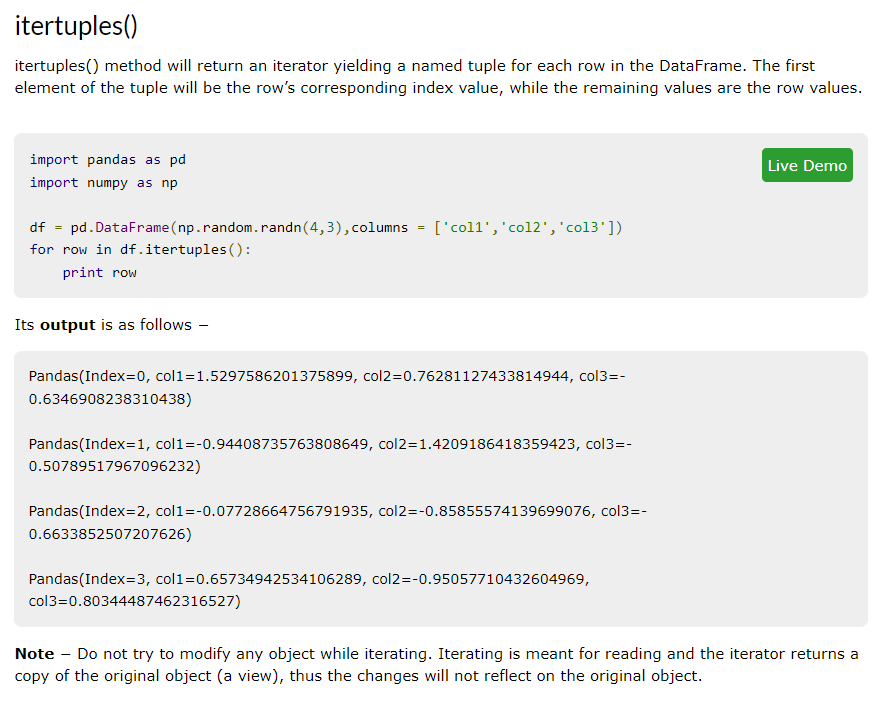 itertuples()
itertuples() method will return an iterator yielding a named tuple for each row in the DataFrame. The first
element of the tuple will be the row’s corresponding index value, while the remaining values are the row values.
import pandas as pd
Live Demo
import numpy as np
df = pd.DataFrame(np.random.randn(4,3),columns = ['col1','col2','col3'])
for row in df.itertuples():
    print row
Its output is as follows −
Pandas(Index=0, col1=1.5297586201375899, col2=0.76281127433814944, col3=-
0.6346908238310438)
Pandas(Index=1, col1=-0.94408735763808649, col2=1.4209186418359423, col3=-
0.50789517967096232)
Pandas(Index=2, col1=-0.07728664756791935, col2=-0.85855574139699076, col3=-
0.6633852507207626)
Pandas(Index=3, col1=0.65734942534106289, col2=-0.95057710432604969,
col3=0.80344487462316527)
Note − Do not try to modify any object while iterating. Iterating is meant for reading and the iterator returns a
copy of the original object (a view), thus the changes will not reflect on the original object.